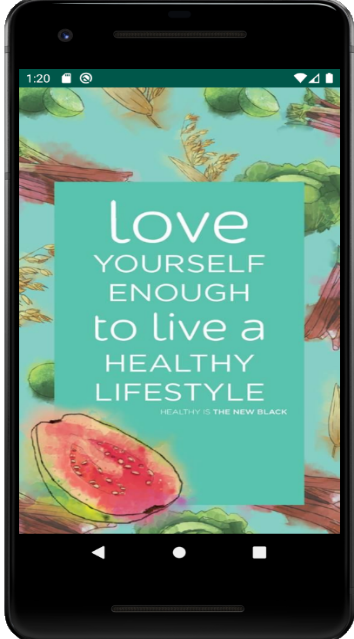 1:20
love
YOURSELF
ENOUGH
to live a
HEALTHY
LIFESTYLE
HEALTHY IS THE NEW BLACK